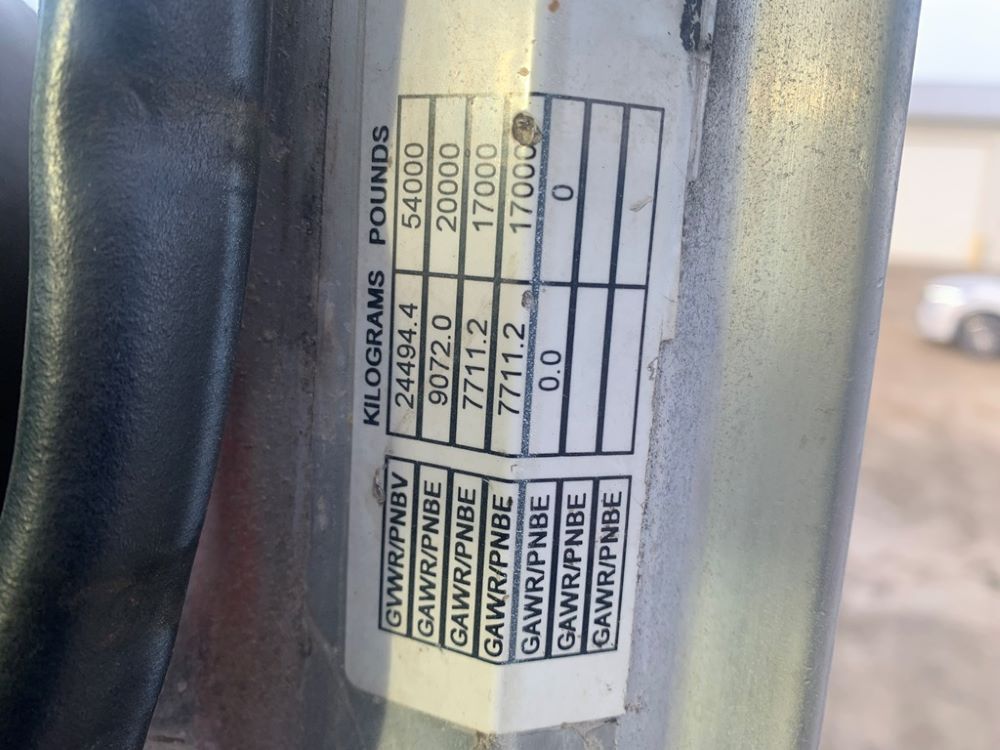 KILOGRAMS POUNDS
GVWR/PNBV 24494.4 54000
GAWR/PNBE 9072.0 20000
GAWR/PNBE 7711.2 17000
GAWR/PNBE 7711.2 17000
GAWR/PNBE 0.0 0
GAWR/PNBE
GAWR/PNBE